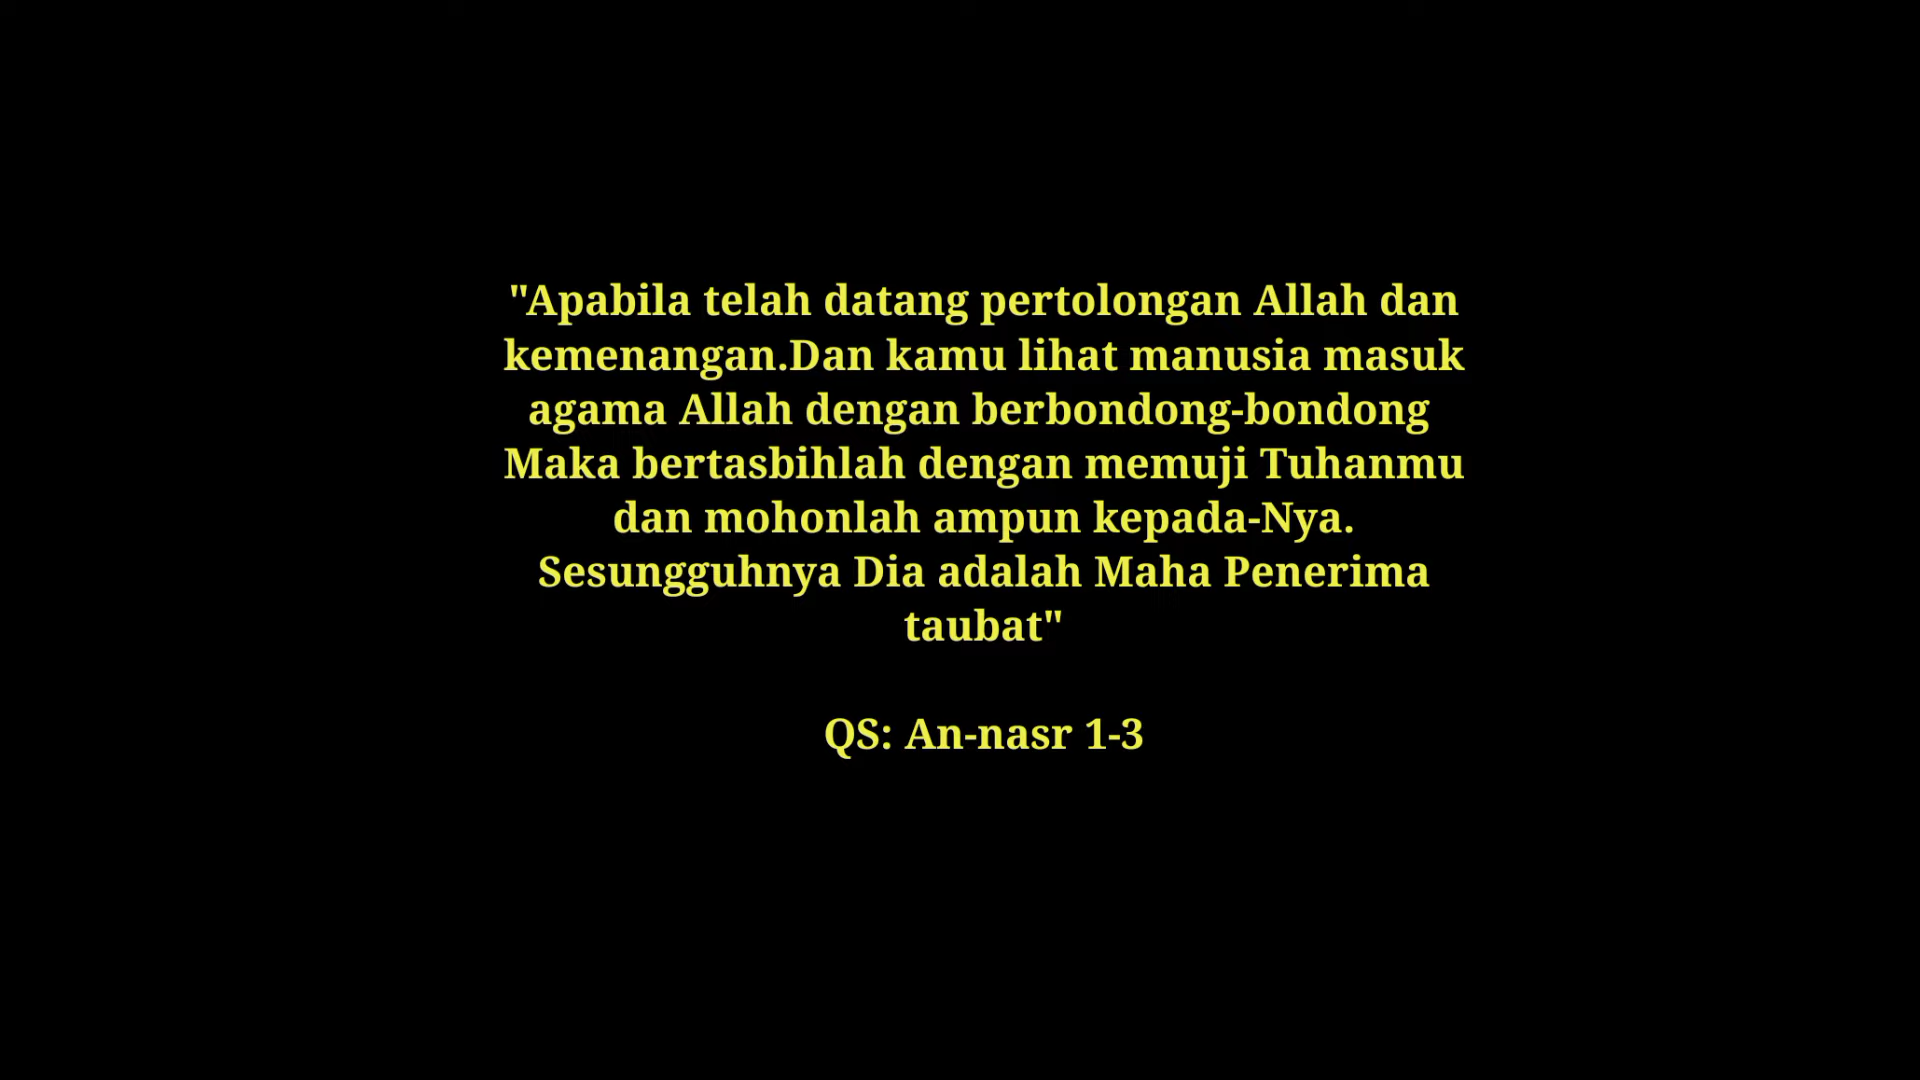 "Apabila telah datang pertolongan Allah dan
kemenangan.Dan kamu lihat manusia masuk
agama Allah dengan berbondong-bondong
Maka bertasbihlah dengan memuji Tuhanmu
dan mohonlah ampun kepada-Nya.
Sesungguhnya Dia adalah Maha Penerima
taubat"
QS: An-nasr 1-3